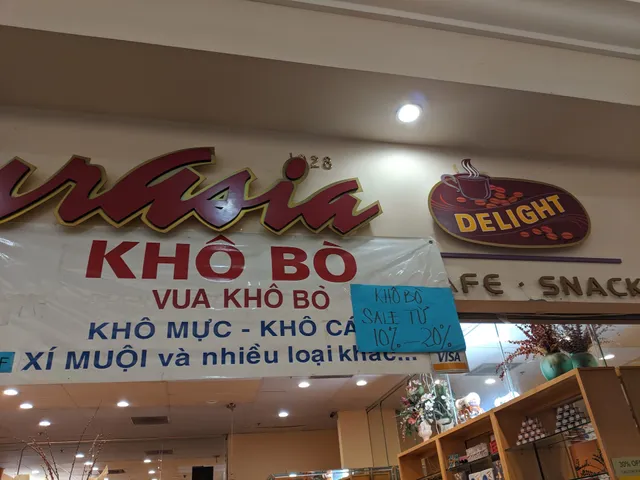 1028
urasia
DELIGHT
AFE · SNACK
KHÔ BÒ
VUA KHÔ BÒ
KHÔ MỰC - KHÔ CÁ
XÍ MUỘI và nhiều loại khác...
KHÔ BÒ
SALE TỪ
10% - 20%
VISA
F